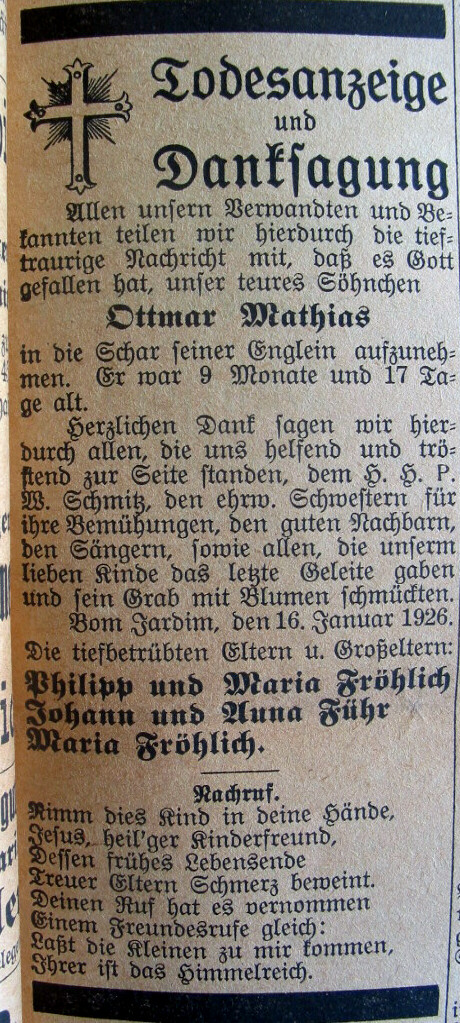 Todesanzeige
und
Dankſagung
Allen unſern Verwandten und Be-
kannten teilen wir hierdurch die tief-
traurige Nachricht mit, daß es Gott
gefallen hat, unſer teures Söhnchen
Ottmar Mathias
in die Schar ſeiner Englein aufzuneh-
men. Er war 9 Monate und 17 Ta-
ge alt.
Herzlichen Dank ſagen wir hier-
durch allen, die uns helfend und trö-
ſtend zur Seite ſtanden, dem H. H. P.
W. Schmitz, den ehrw. Schweſtern für
ihre Bemühungen, den guten Nachbarn,
den Sängern, ſowie allen, die unſerm
lieben Kinde das letzte Geleite gaben
und ſein Grab mit Blumen ſchmückten.
Bom Jardim, den 16. Januar 1926.
Die tiefbetrübten Eltern u. Großeltern:
Philipp und Maria Fröhlich
Johann und Anna Führ
Maria Fröhlich.
Nachruf.
Nimm dies Kind in deine Hände,
Jeſus, heil'ger Kinderfreund,
Deſſen frühes Lebensende
Treuer Eltern Schmerz beweint.
Deinen Ruf hat es vernommen
Einem Freundesrufe gleich:
Laßt die Kleinen zu mir kommen,
Ihrer ist das Himmelreich.